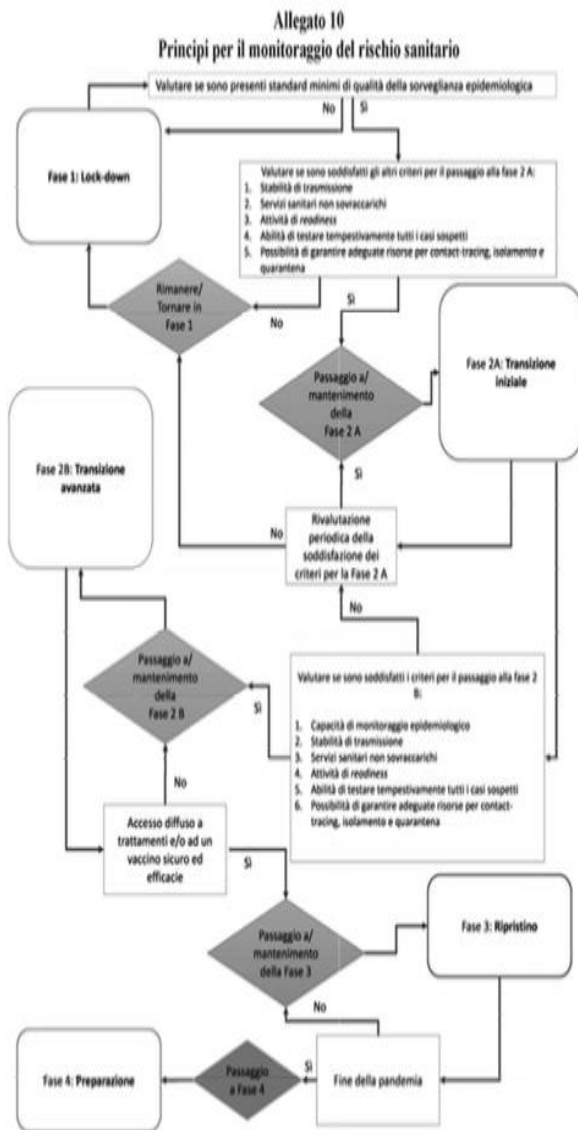 Allegato 10
Principi per il monitoraggio del rischio sanitario
Valutare se sono presenti standard minimi di qualità della sorveglianza epidemiologica
No
Sì
Fase 1: Lock-down
Valutare se sono soddisfatti gli altri criteri per il passaggio alla fase 2 A:
1. Stabilità di trasmissione
2. Servizi sanitari non sovraccarichi
3. Attività di readiness
4. Abilità di testare tempestivamente tutti i casi sospetti
5. Possibilità di garantire adeguate risorse per contact-tracing, isolamento e
quarantena
Rimanere/
Tornare in
Fase 1
No
Sì
Passaggio a/
mantenimento
della
Fase 2 A
Fase 2A: Transizione
iniziale
Sì
Fase 2B: Transizione
avanzata
No
Rivalutazione
periodica della
soddisfazione dei
criteri per la Fase 2 A
No
Passaggio a/
mantenimento
della
Fase 2 B
Sì
Valutare se sono soddisfatti i criteri per il passaggio alla fase 2
B:
1. Capacità di monitoraggio epidemiologico
2. Stabilità di trasmissione
3. Servizi sanitari non sovraccarichi
4. Attività di readiness
5. Abilità di testare tempestivamente tutti i casi sospetti
6. Possibilità di garantire adeguate risorse per contact-
tracing, isolamento e quarantena
No
Accesso diffuso a
trattamenti e/o ad un
vaccino sicuro ed
efficacie
Sì
Passaggio a/
mantenimento
della Fase 3
Fase 3: Ripristino
No
Fine della pandemia
Sì
Passaggio
a Fase 4
Fase 4: Preparazione